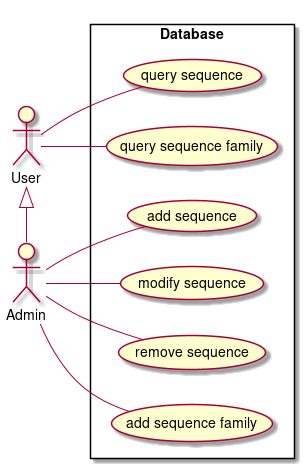 Database
query sequence
query sequence family
User
add sequence
modify sequence
Admin
remove sequence
add sequence family